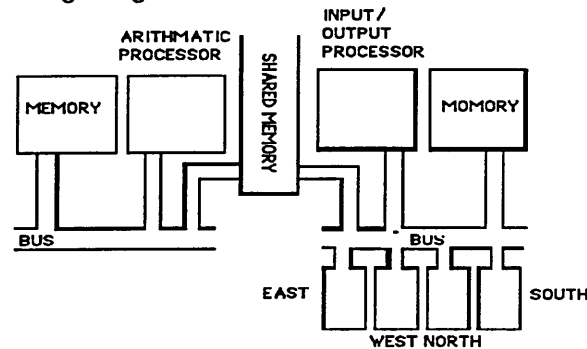 INPUT/
OUTPUT
PROCESSOR
ARITHMATIC
PROCESSOR
SHARED MEMORY
MEMORY
MOMORY
BUS
BUS
EAST
SOUTH
WEST NORTH